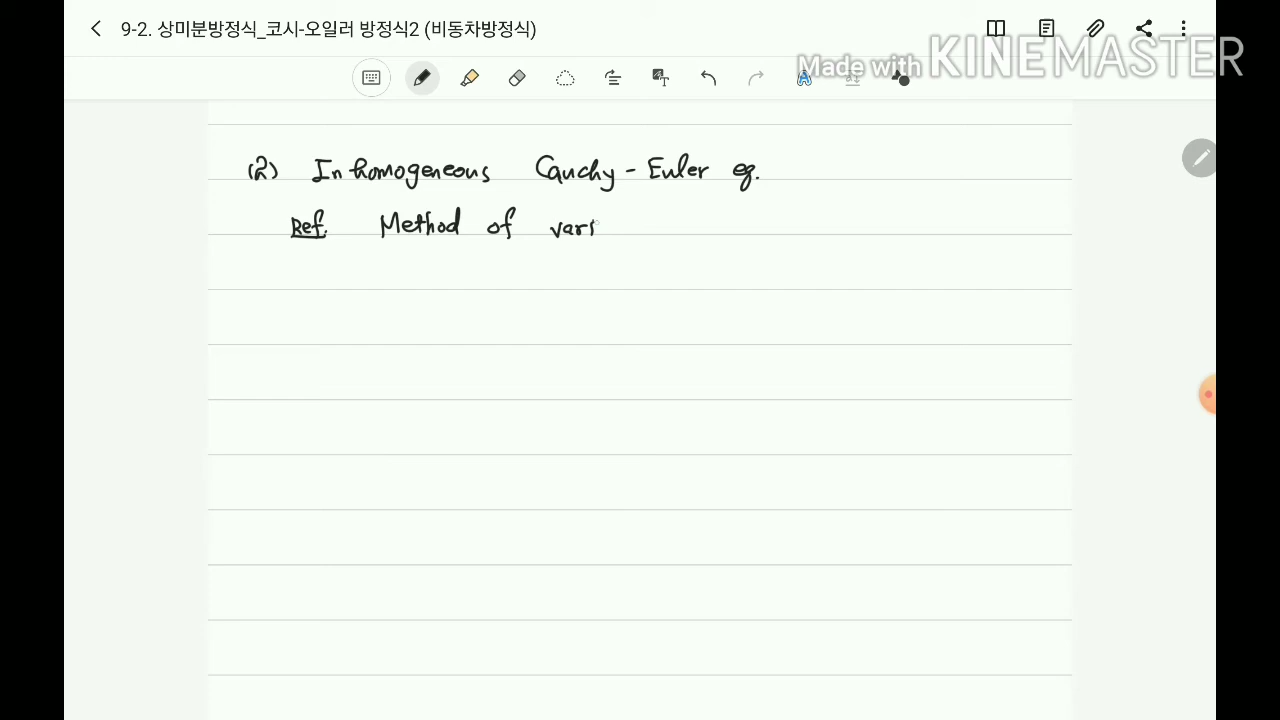 9-2. 상미분방정식_코시-오일러 방정식2 (비동차방정식)
Made with KINEMASTER
(2) Inhomogeneous Cauchy - Euler eq.
Ref. Method of vari